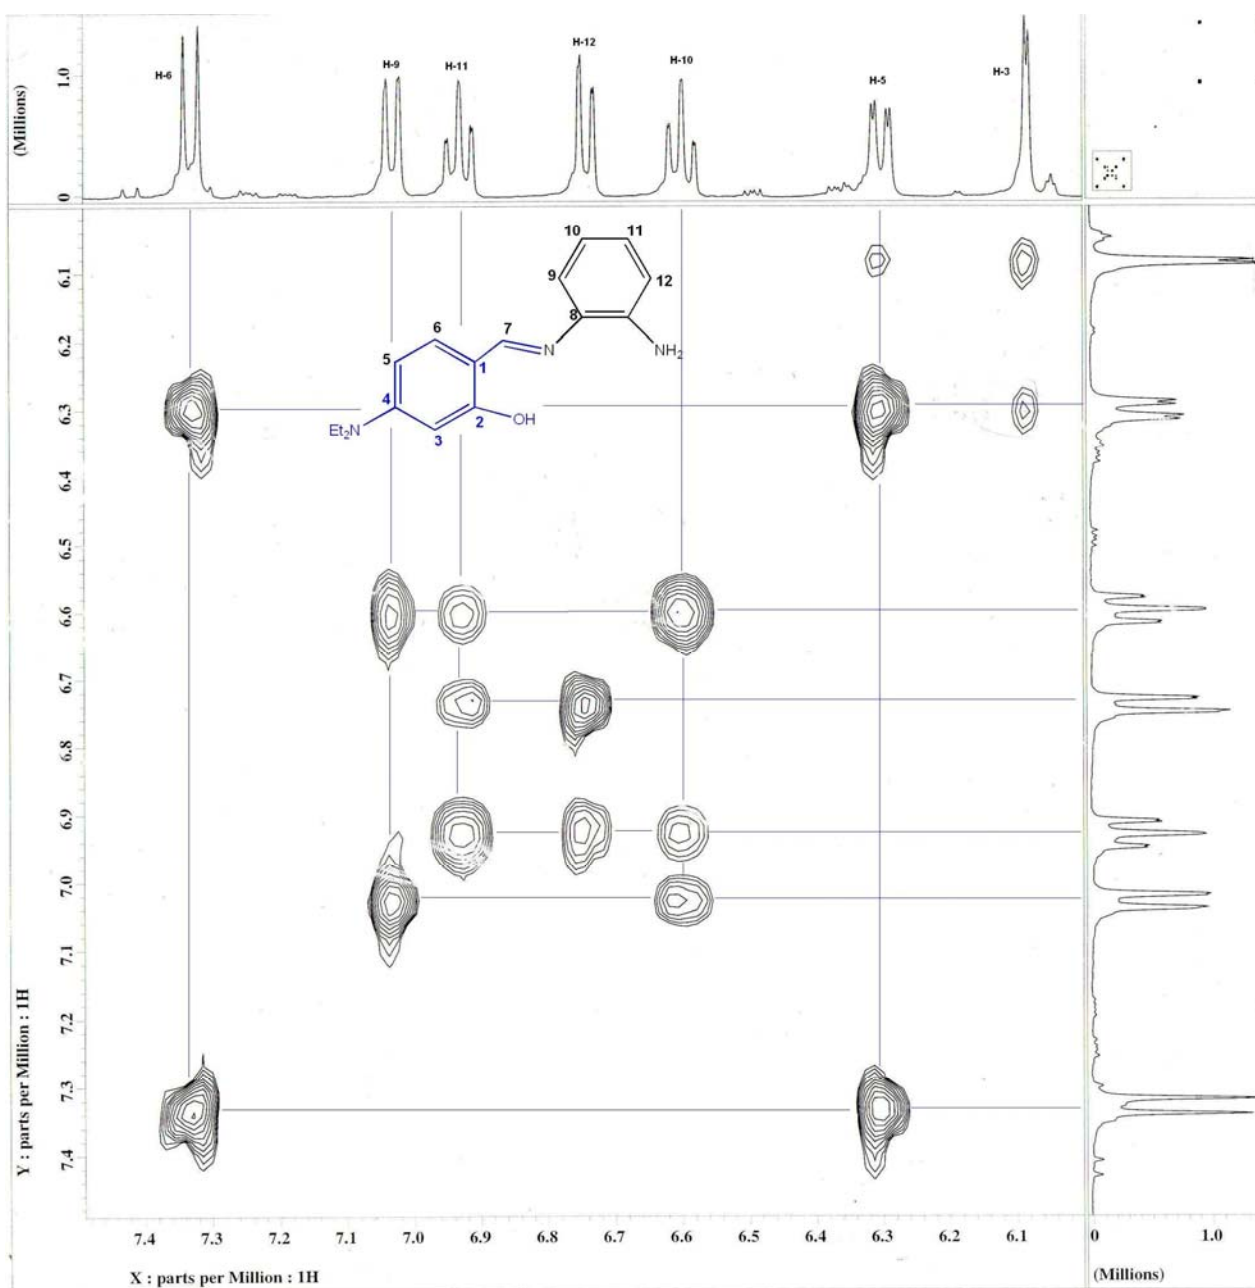 (Millions)
1.0
0
H-6
H-9
H-11
H-12
H-10
H-5
H-3
10
11
9
12
8
7
6
5
1
N
NH2
4
2
OH
Et2N
3
6.1
6.2
6.3
6.4
6.5
6.6
6.7
6.8
6.9
7.0
7.1
7.2
7.3
7.4
Y : parts per Million : 1H
7.4
7.3
7.2
7.1
7.0
6.9
6.8
6.7
6.6
6.5
6.4
6.3
6.2
6.1
X : parts per Million : 1H
0
1.0
(Millions)